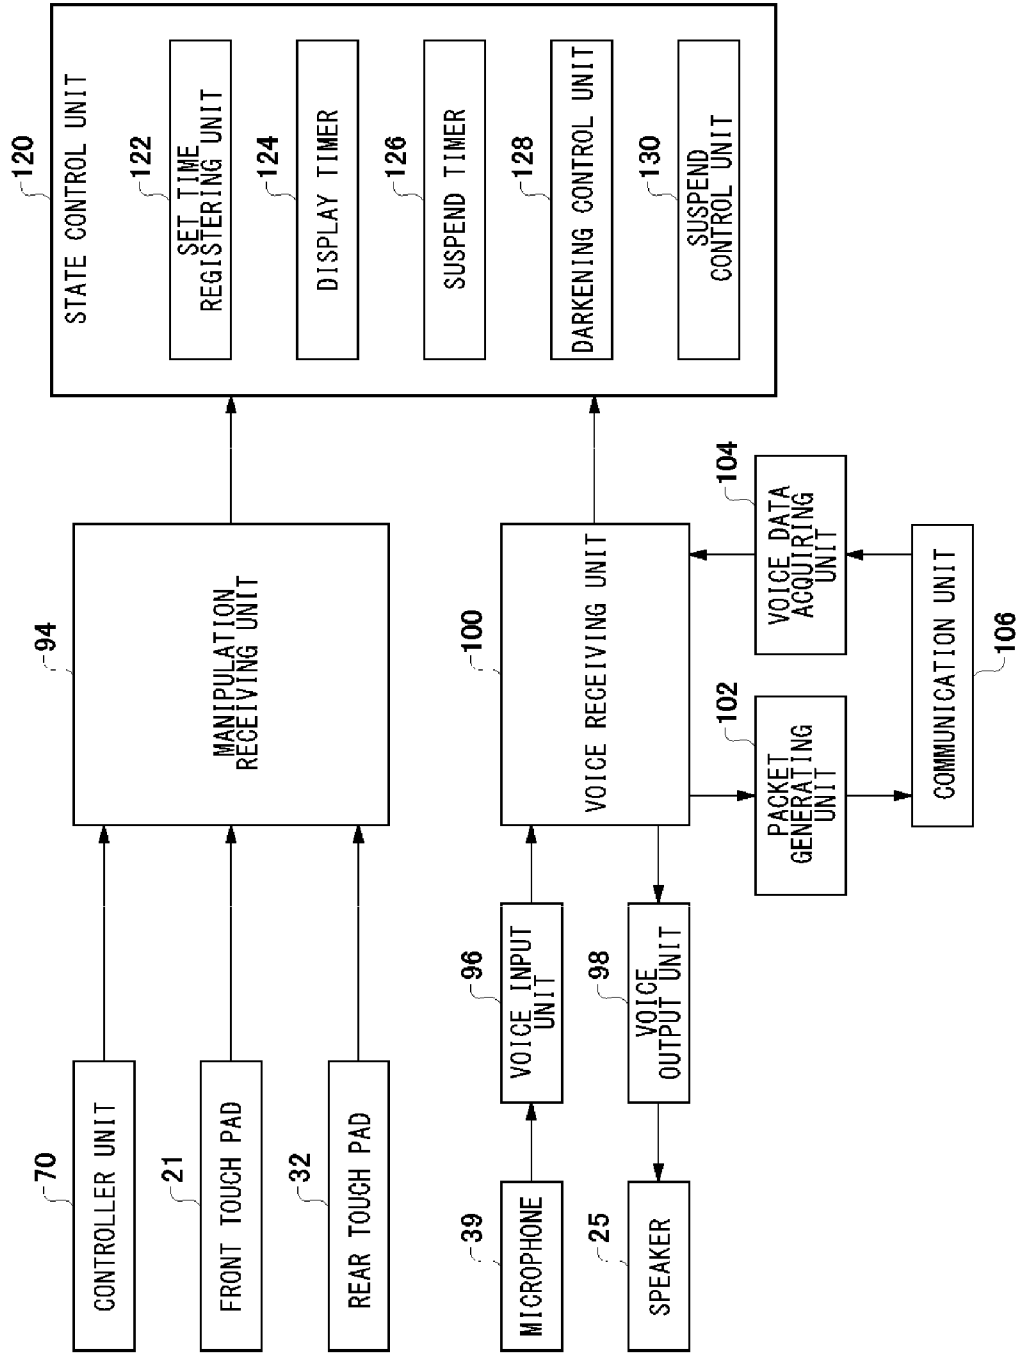 70
CONTROLLER UNIT
21
FRONT TOUCH PAD
32
REAR TOUCH PAD
94
MANIPULATION
RECEIVING UNIT
39
MICROPHONE
25
SPEAKER
96
VOICE INPUT
UNIT
98
VOICE
OUTPUT UNIT
100
VOICE RECEIVING UNIT
102
PACKET
GENERATING
UNIT
104
VOICE DATA
ACQUIRING
UNIT
COMMUNICATION UNIT
106
120
STATE CONTROL UNIT
122
SET TIME
REGISTERING UNIT
124
DISPLAY TIMER
126
SUSPEND TIMER
128
DARKENING CONTROL UNIT
130
SUSPEND
CONTROL UNIT